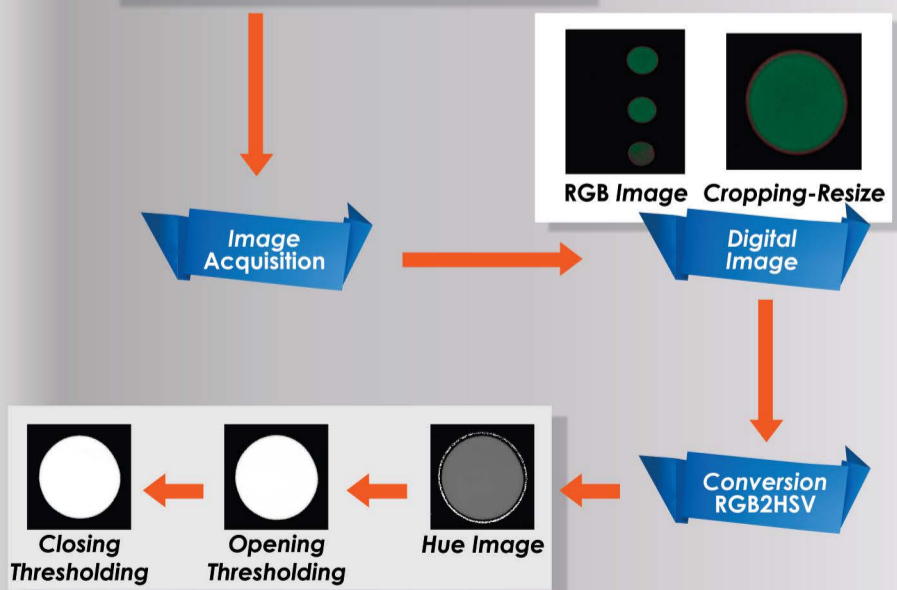 RGB Image
Cropping-Resize
Image
Acquisition
Digital
Image
Conversion
RGB2HSV
Closing
Thresholding
Opening
Thresholding
Hue Image